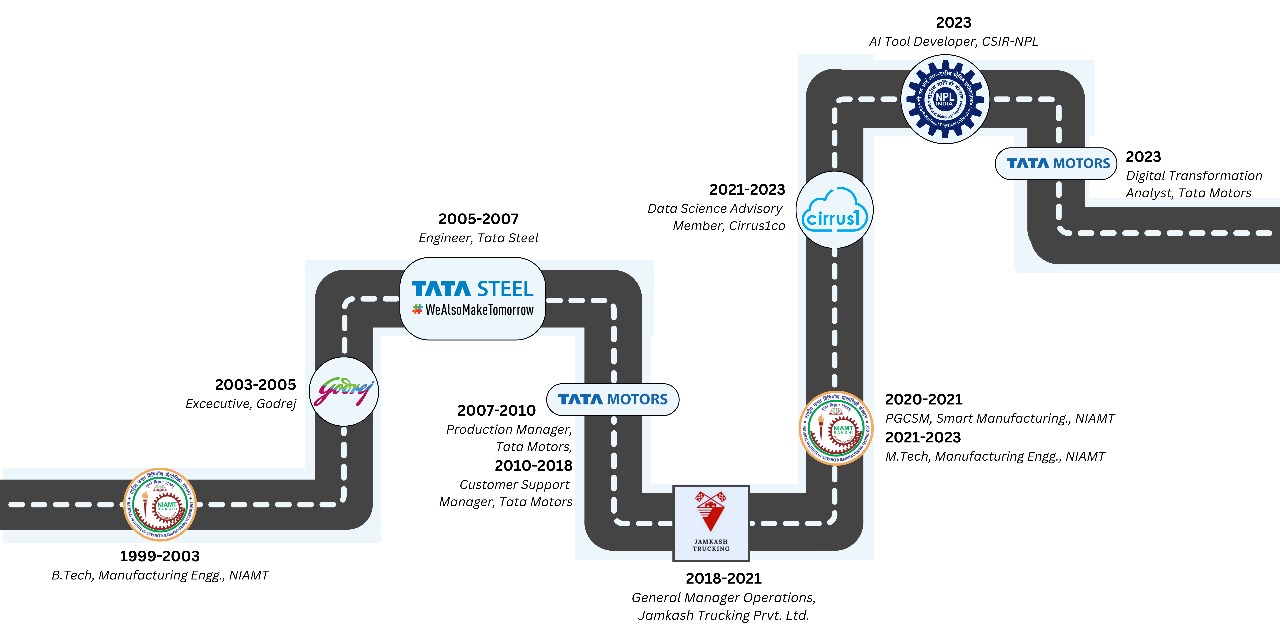 1999-2003
B.Tech, Manufacturing Engg., NIAMT
NIAMT
RANCHI
2003-2005
Excecutive, Godrej
Godrej
2005-2007
Engineer, Tata Steel
TATA STEEL
#WeAlsoMakeTomorrow
TATA MOTORS
2007-2010
Production Manager,
Tata Motors,
2010-2018
Customer Support
Manager, Tata Motors
JAMKASH
TRUCKING
2018-2021
General Manager Operations,
Jamkash Trucking Prvt. Ltd.
NIAMT
RANCHI
2020-2021
PGCSM, Smart Manufacturing., NIAMT
2021-2023
M.Tech, Manufacturing Engg., NIAMT
2021-2023
Data Science Advisory
Member, Cirrus1co
cirrus1
2023
AI Tool Developer, CSIR-NPL
NPL
INDIA
TATA MOTORS
2023
Digital Transformation
Analyst, Tata Motors